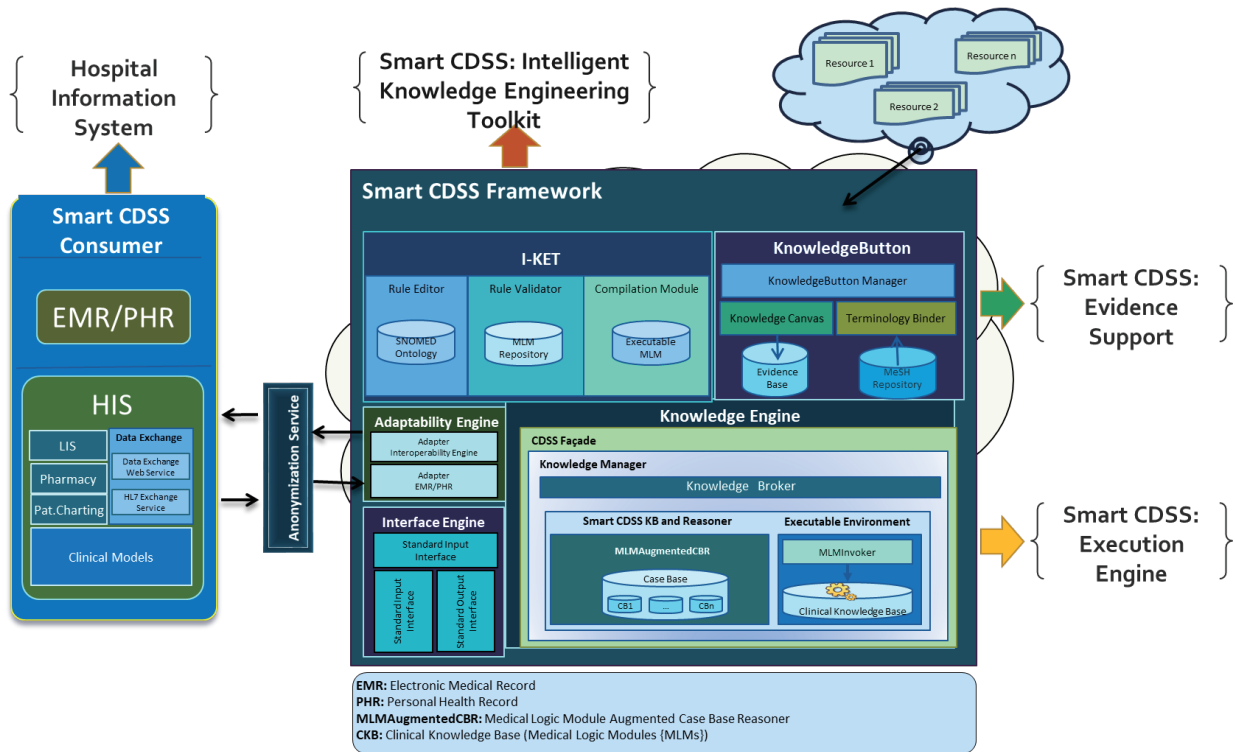 Hospital
Information
System
Smart CDSS: Intelligent
Knowledge Engineering
Toolkit
Resource 1
Resource n
Resource 2
Smart CDSS
Consumer
EMR/PHR
HIS
LIS
Pharmacy
Pat.Charting
Data Exchange
Data Exchange
Web Service
HL7 Exchange
Service
Clinical Models
Anonymization Service
Smart CDSS Framework
I-KET
Rule Editor
SNOMED
Ontology
Rule Validator
MLM
Repository
Compilation Module
Executable
MLM
KnowledgeButton
KnowledgeButton Manager
Knowledge Canvas
Terminology Binder
Evidence
Base
MeSH
Repository
Adaptability Engine
Adapter
Interoperability Engine
Adapter
EMR/PHR
Interface Engine
Standard Input
Interface
Standard Input
Interface
Standard Output
Interface
Knowledge Engine
CDSS Façade
Knowledge Manager
Knowledge Broker
Smart CDSS KB and Reasoner
MLMAugmentedCBR
Case Base
CB1
...
CBn
Executable Environment
MLMInvoker
Clinical Knowledge Base
Smart CDSS:
Evidence
Support
Smart CDSS:
Execution
Engine
EMR: Electronic Medical Record
PHR: Personal Health Record
MLMAugmentedCBR: Medical Logic Module Augmented Case Base Reasoner
CKB: Clinical Knowledge Base (Medical Logic Modules {MLMs})